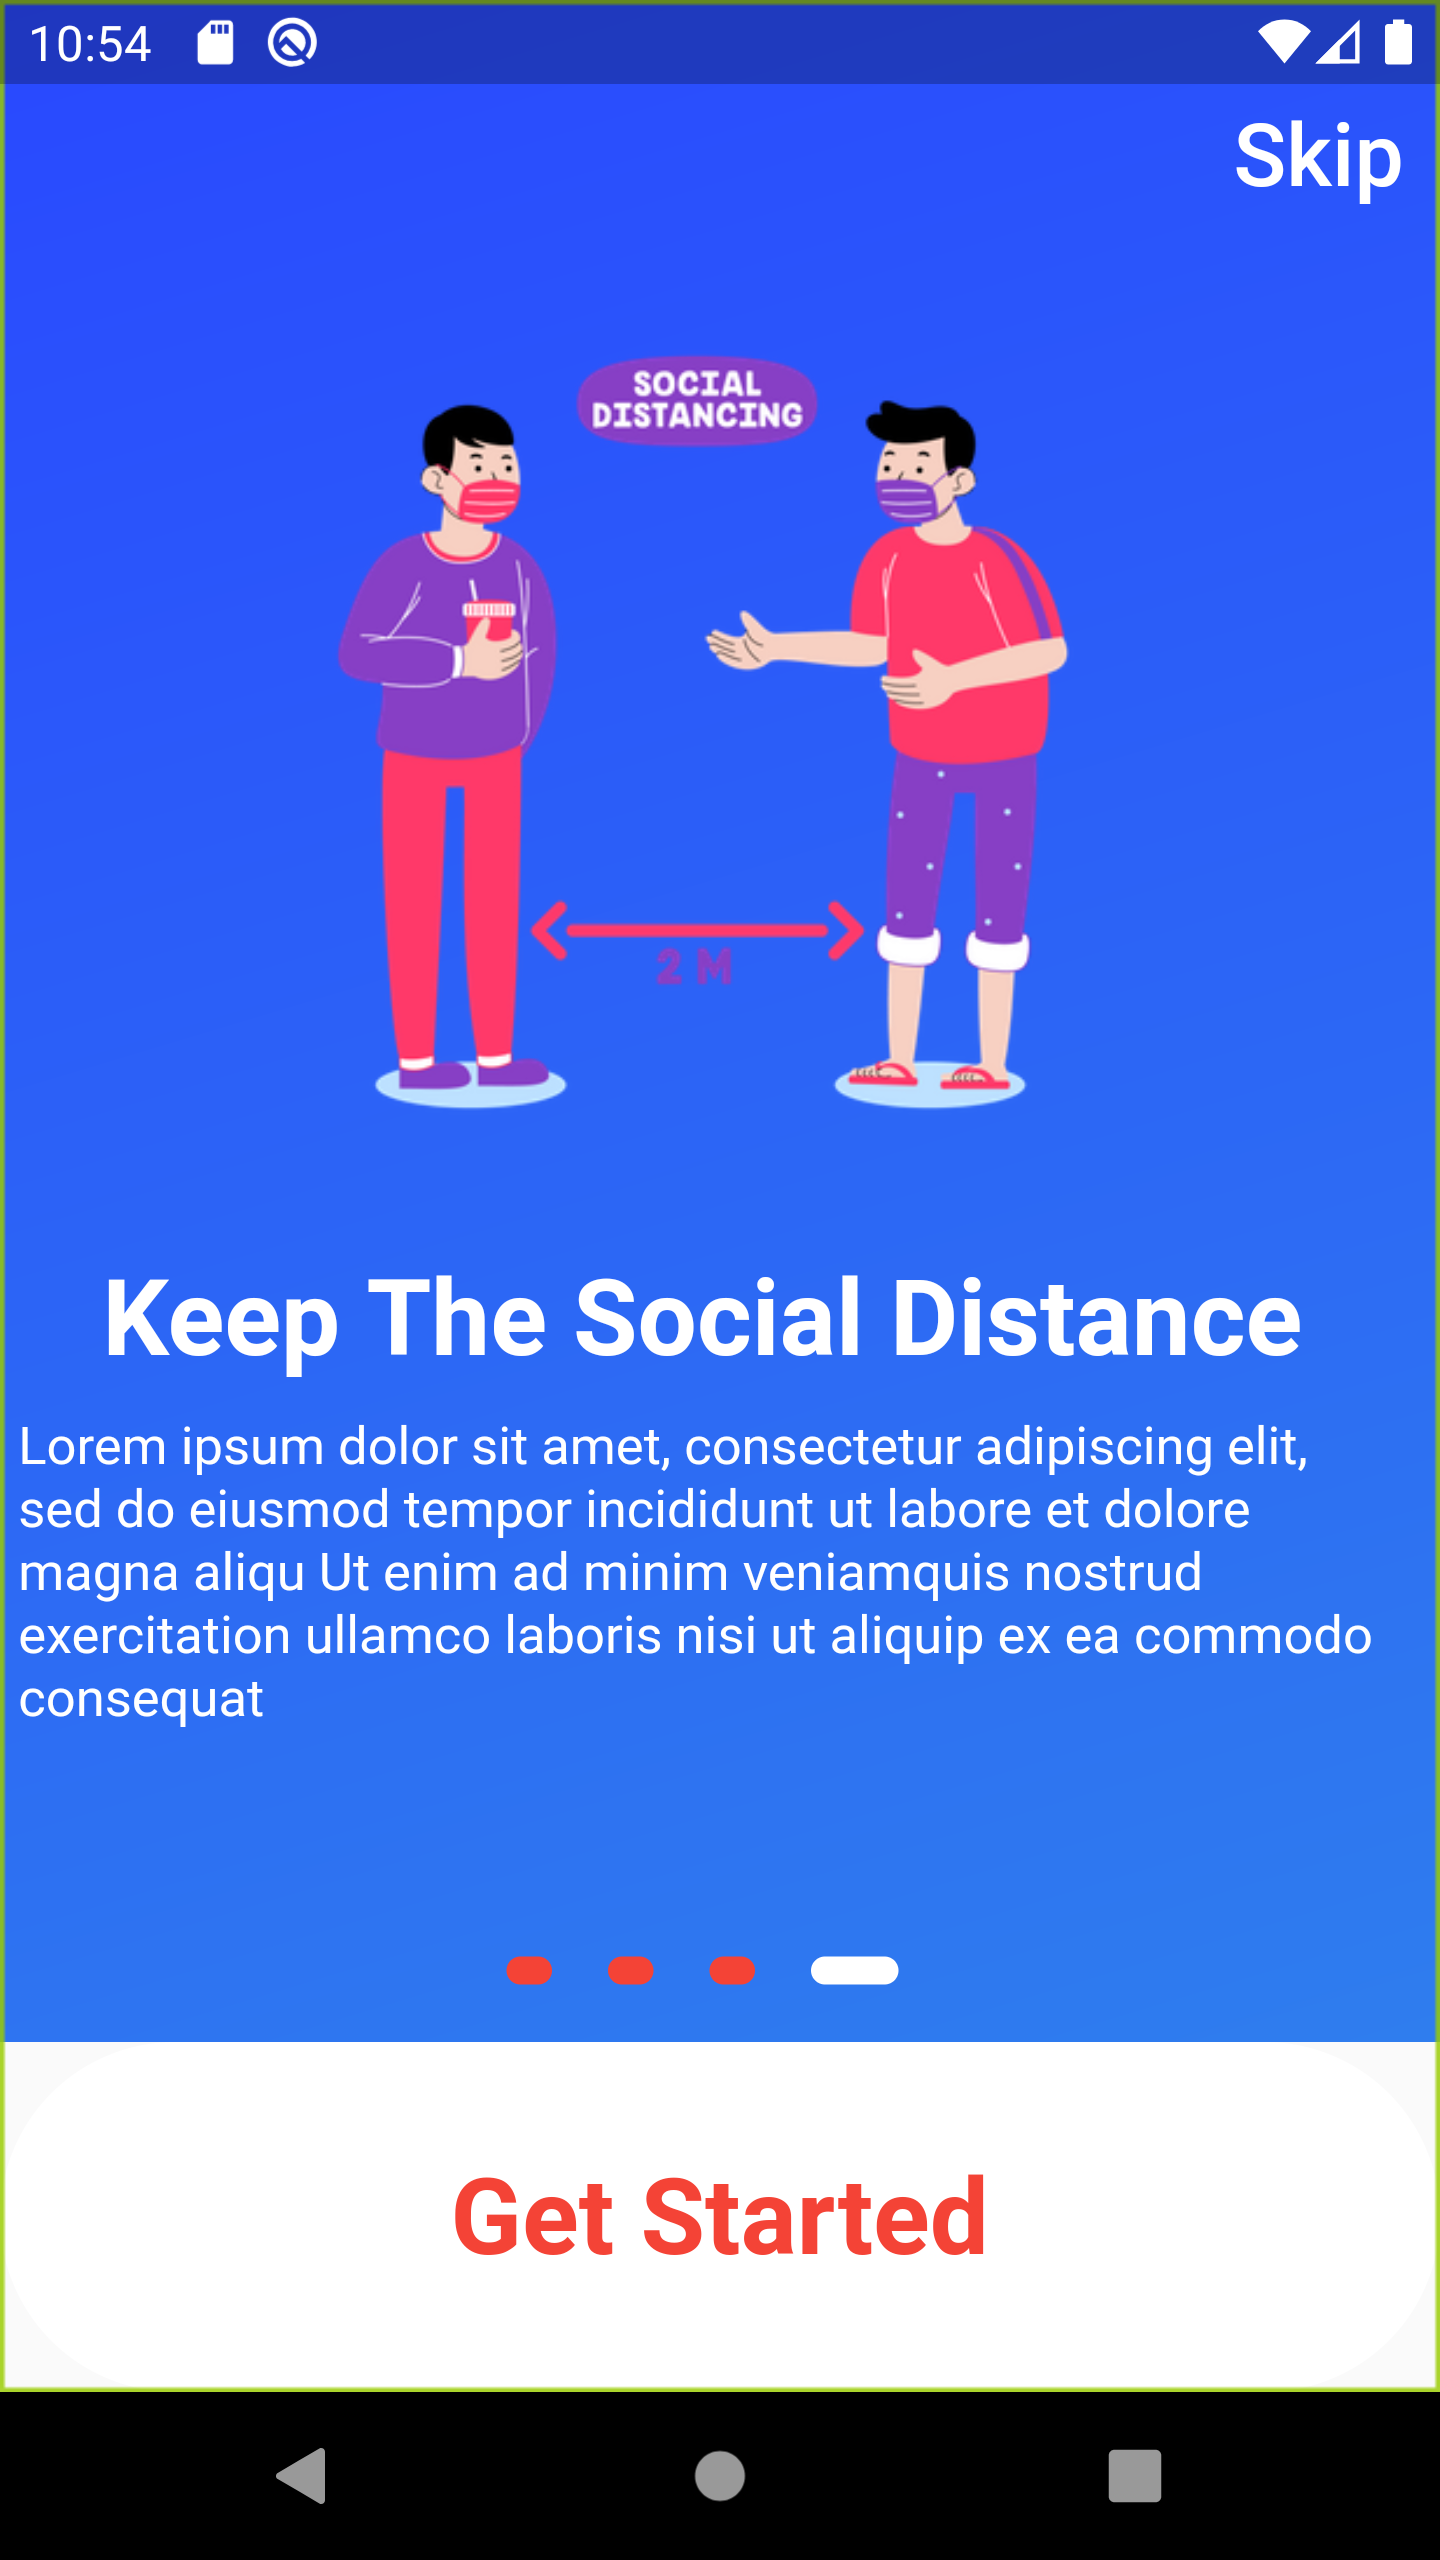 10:54
Skip
SOCIAL
DISTANCING
2 M
Keep The Social Distance
Lorem ipsum dolor sit amet, consectetur adipiscing elit,
sed do eiusmod tempor incididunt ut labore et dolore
magna aliqu Ut enim ad minim veniamquis nostrud
exercitation ullamco laboris nisi ut aliquip ex ea commodo
consequat
Get Started